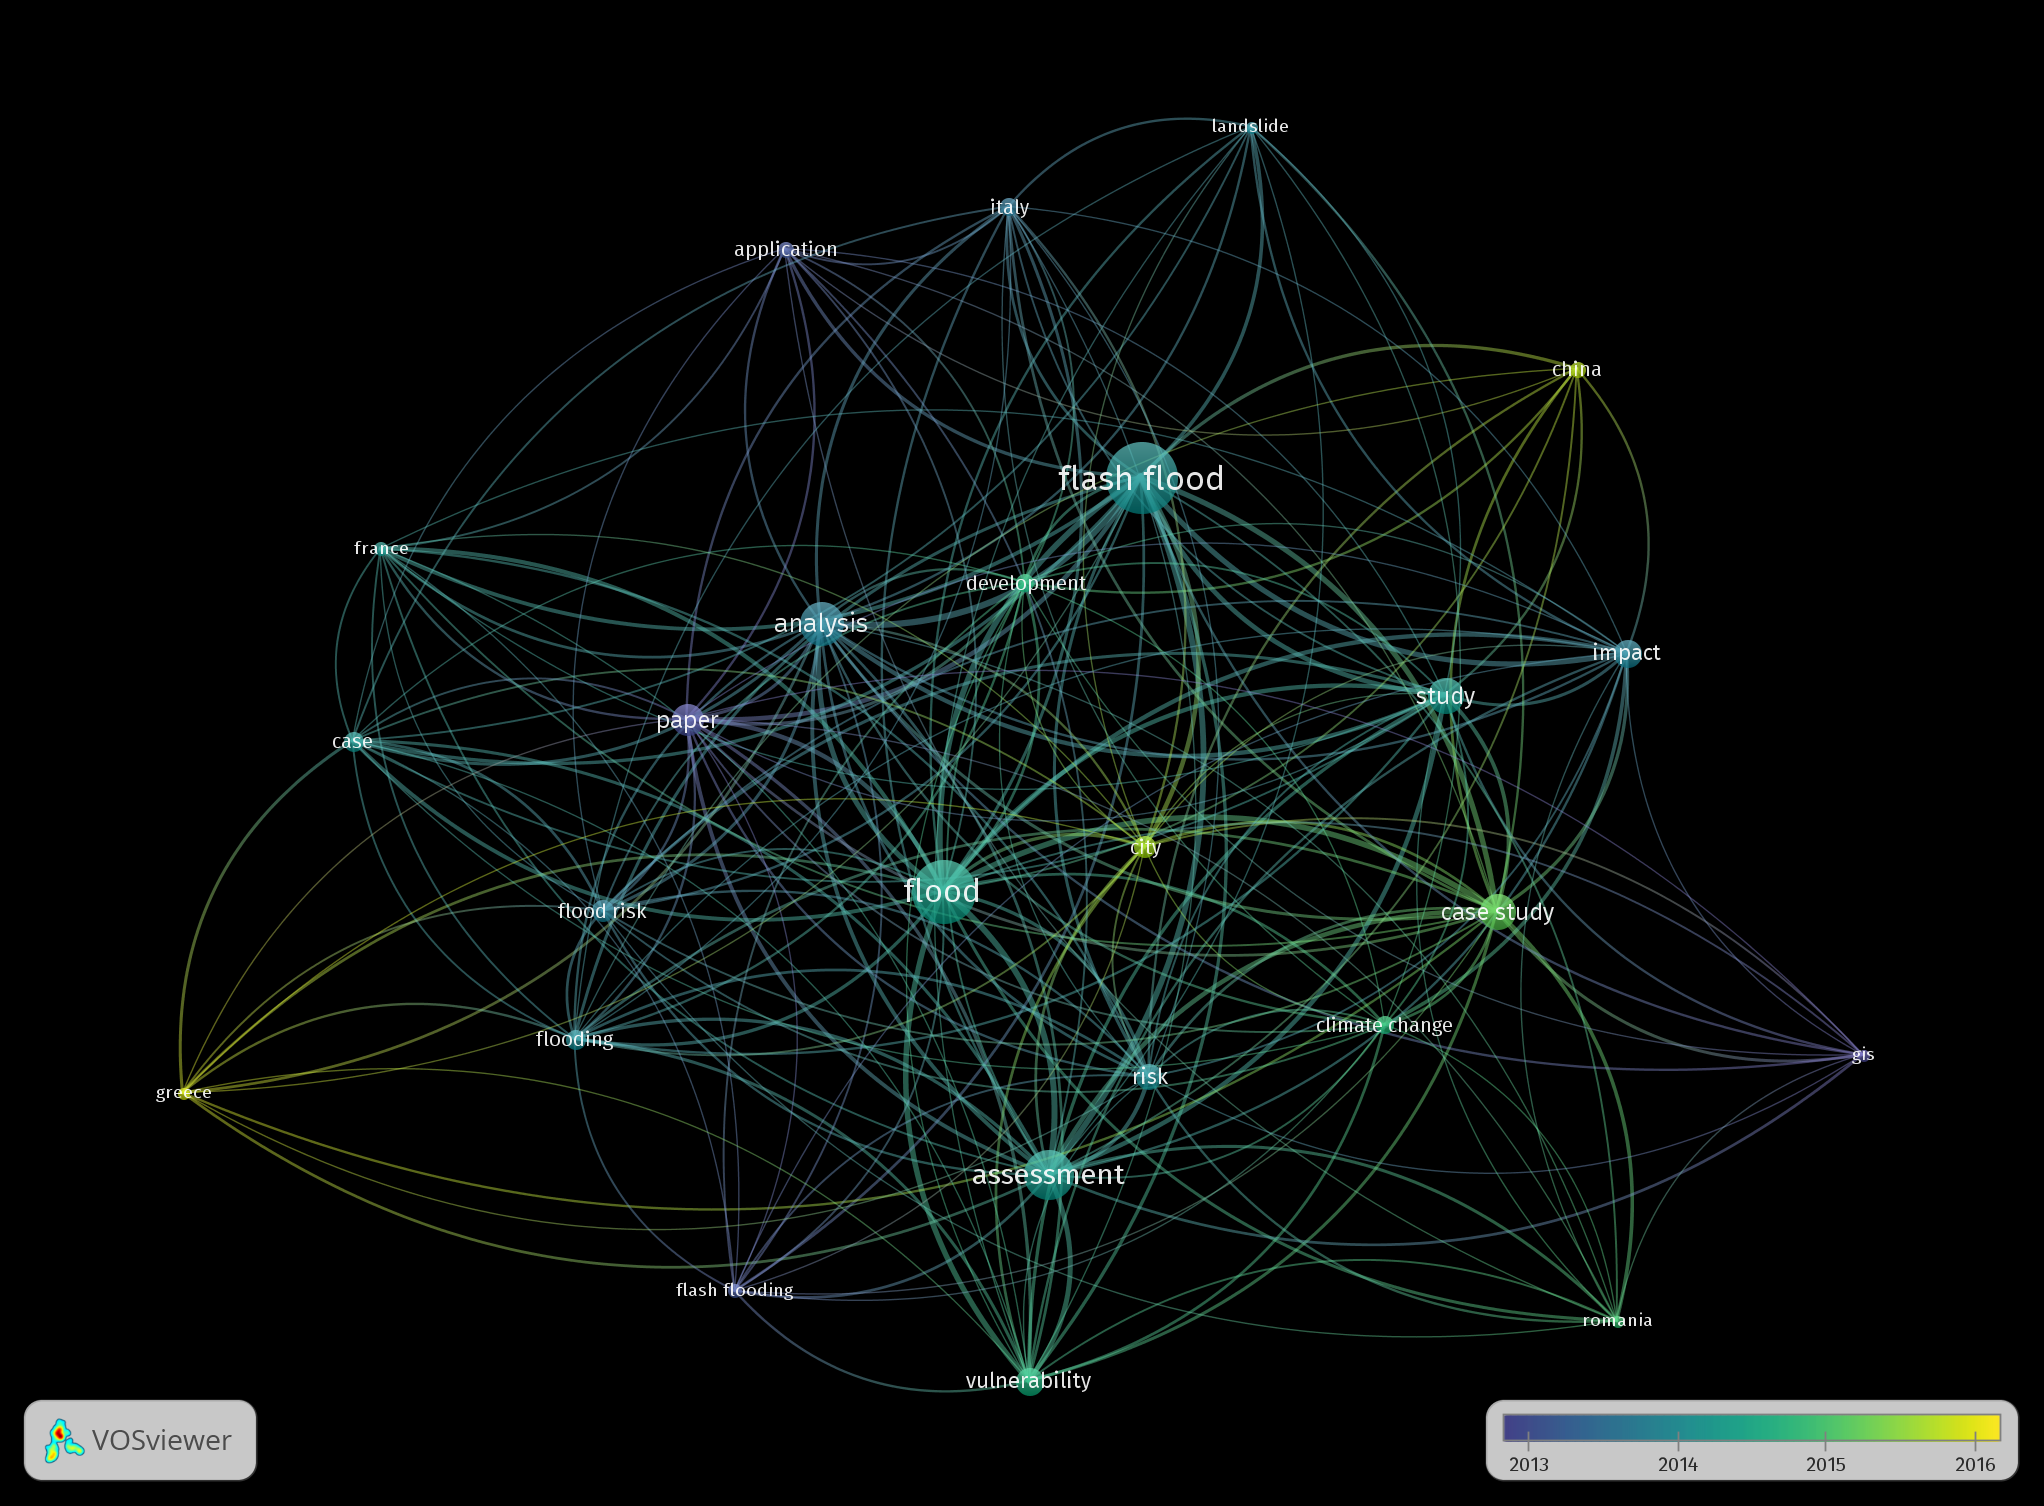 landslide
italy
application
china
flash flood
france
development
analysis
impact
study
paper
case
city
flood
flood risk
case study
climate change
flooding
gis
risk
greece
assessment
flash flooding
romania
vulnerability
VOSviewer
2013 2014 2015 2016